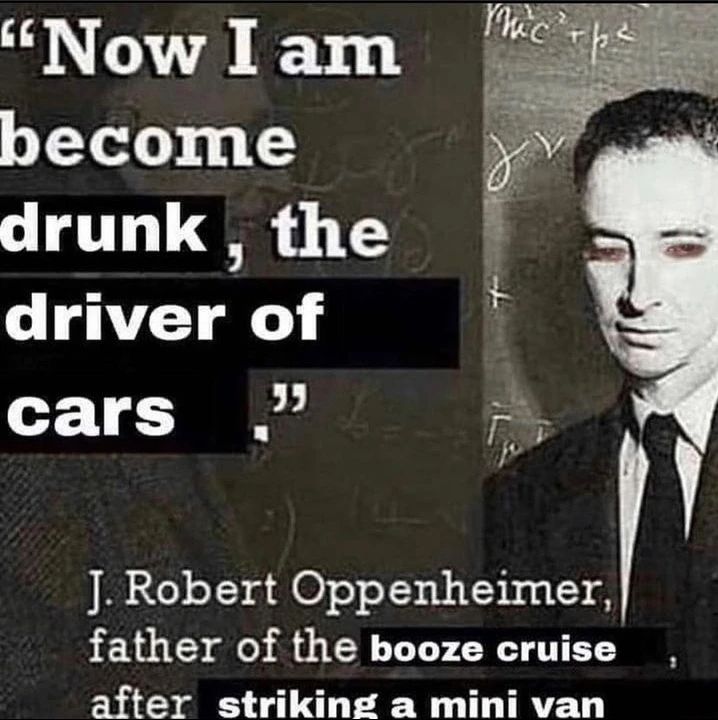 “Now I am
become
drunk, the
driver of
cars.”
J. Robert Oppenheimer,
father of the booze cruise,
after striking a mini van